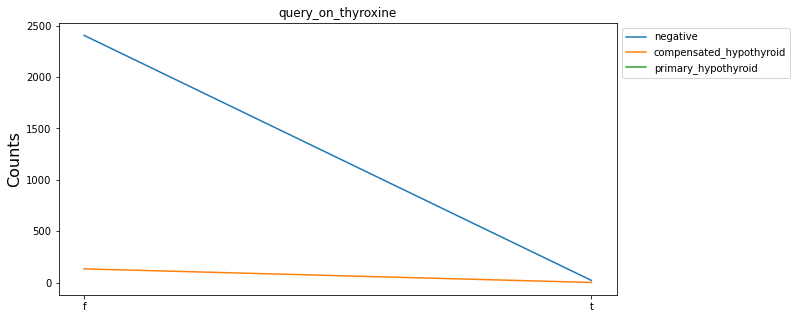 query_on_thyroxine
negative
compensated_hypothyroid
primary_hypothyroid
Counts
2500
2000
1500
1000
500
0
f
t